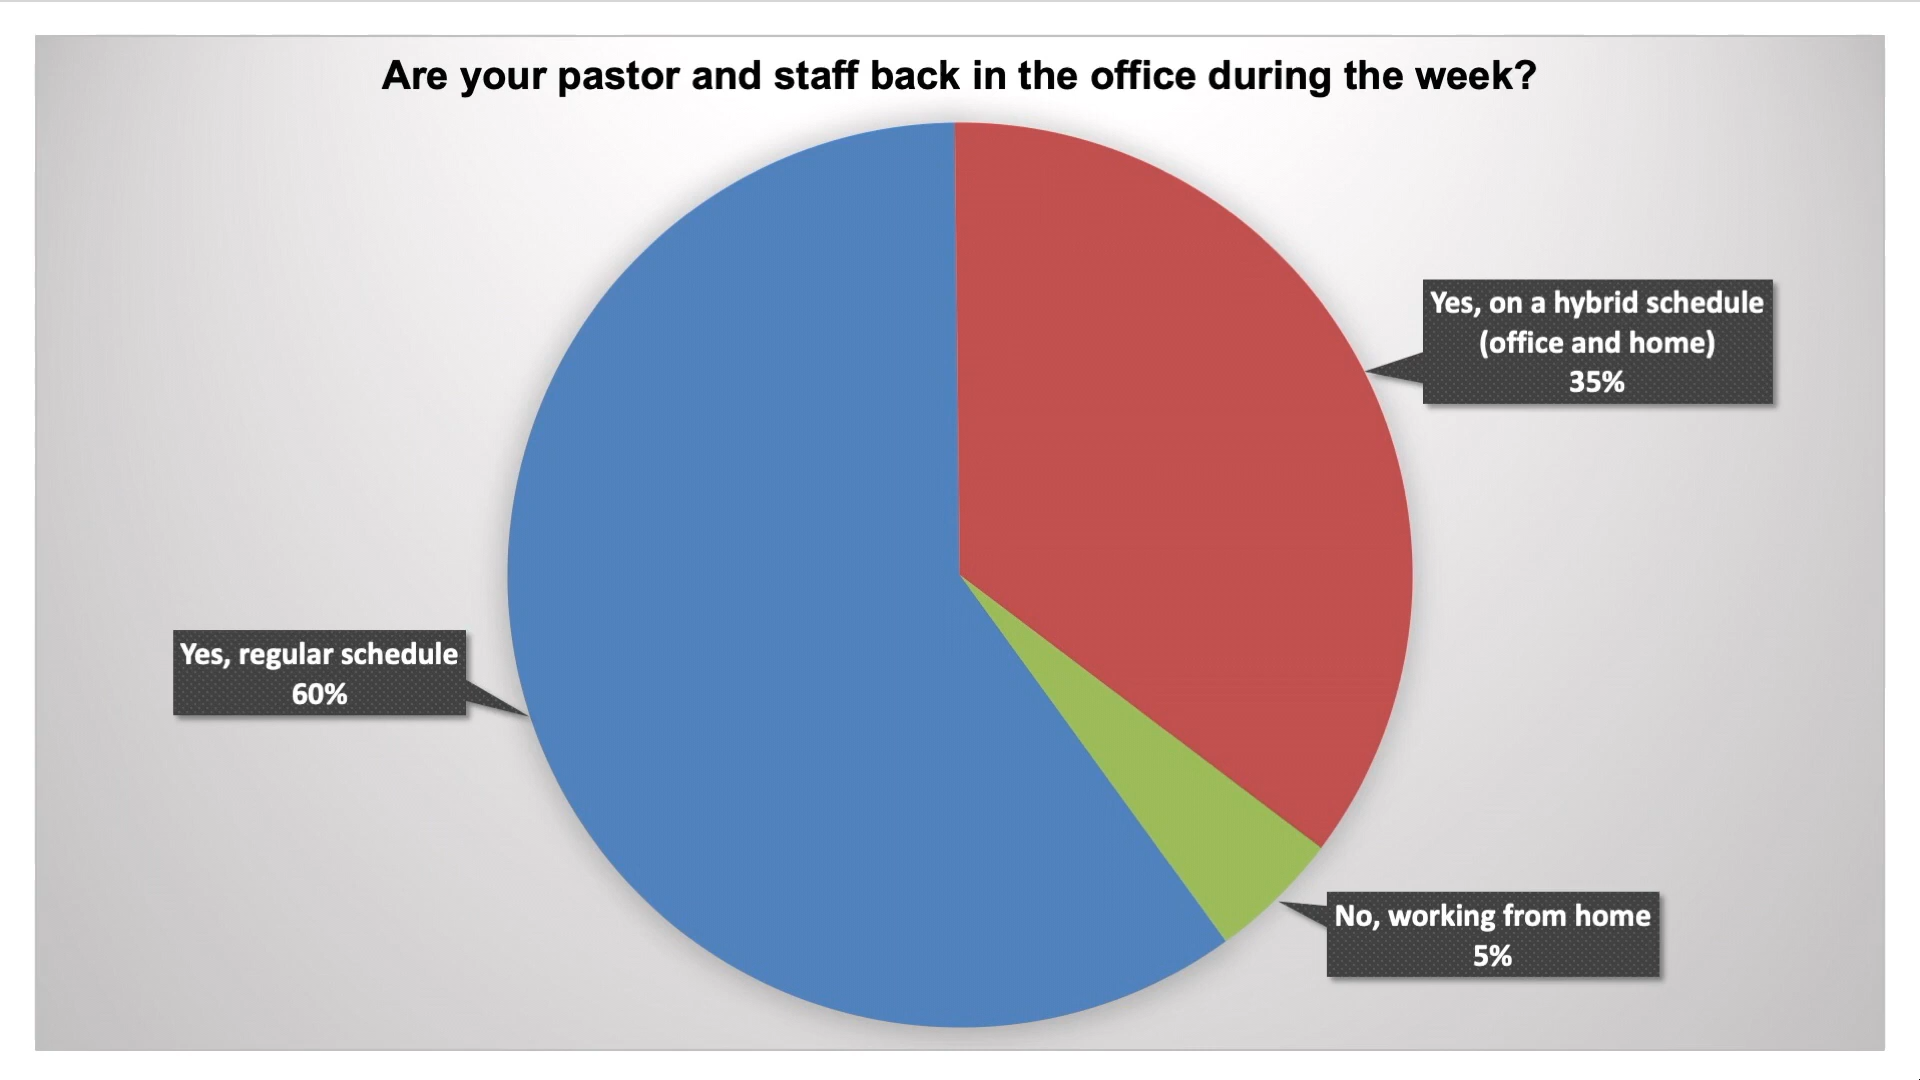 Are your pastor and staff back in the office during the week?
Yes, on a hybrid schedule
(office and home)
35%
Yes, regular schedule
60%
No, working from home
5%